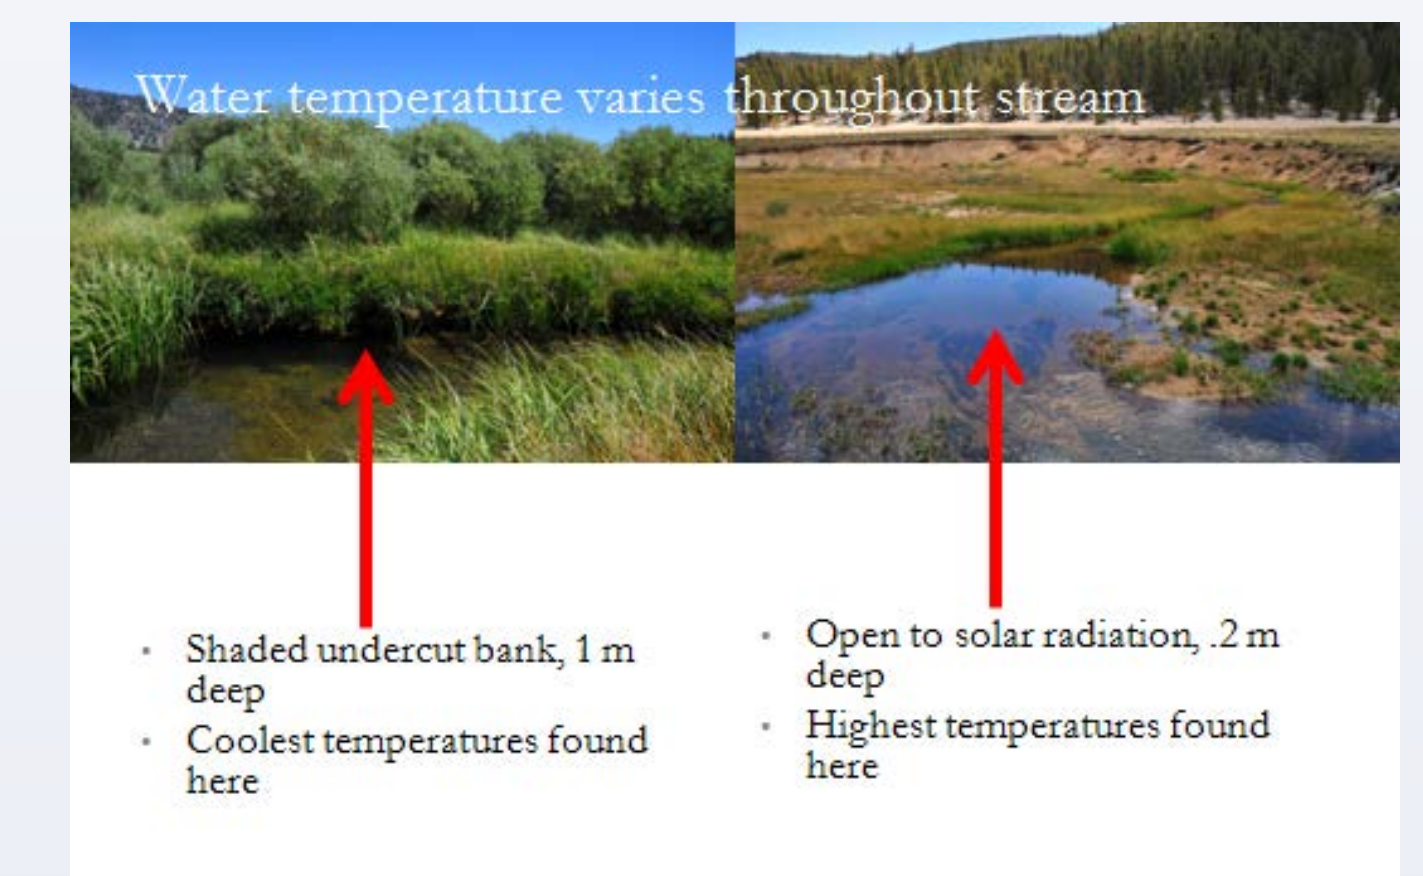 Water temperature varies throughout stream
· Shaded undercut bank, 1 m
deep
· Coolest temperatures found
here
· Open to solar radiation, .2 m
deep
· Highest temperatures found
here